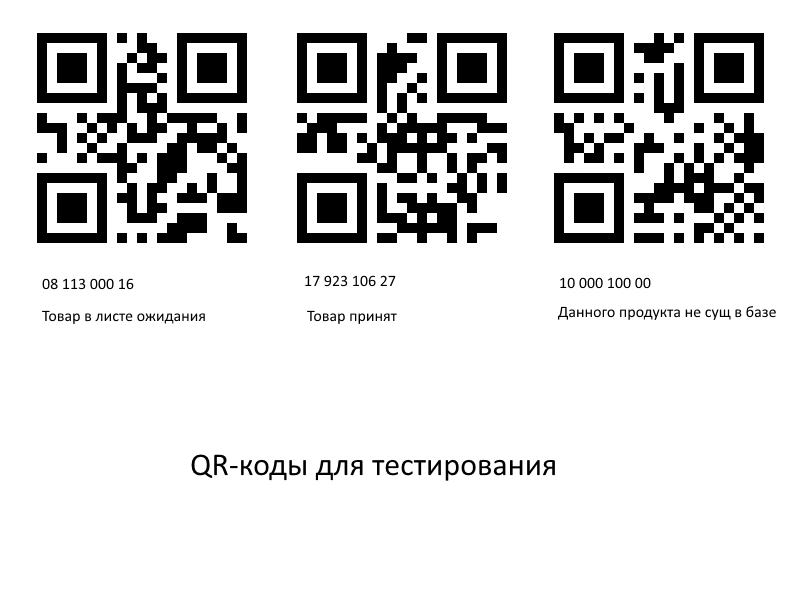 08 113 000 16
17 923 106 27
10 000 100 00
Товар в листе ожидания
Товар принят
Данного продукта не сущ в базе
QR-коды для тестирования